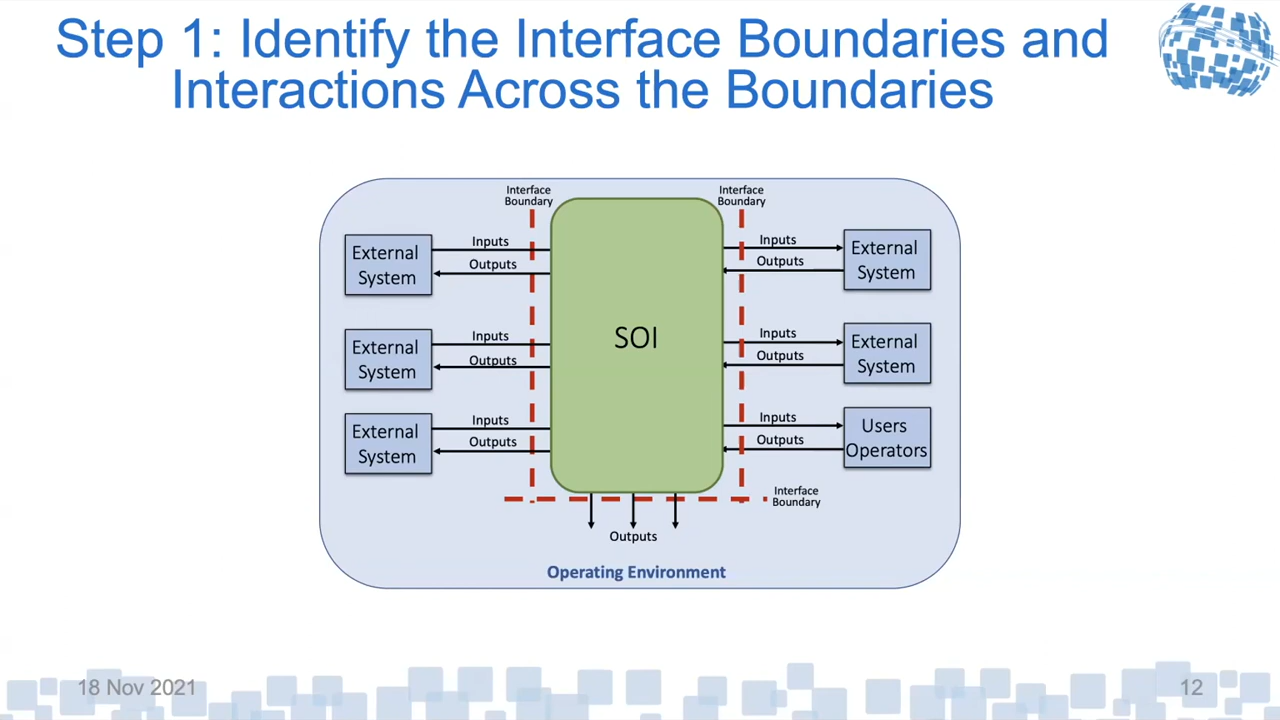 Step 1: Identify the Interface Boundaries and
Interactions Across the Boundaries
Interface
Boundary
Interface
Boundary
External
System
Inputs
Outputs
Inputs
Outputs
External
System
External
System
Inputs
Outputs
SOI
Inputs
Outputs
External
System
External
System
Inputs
Outputs
Inputs
Outputs
Users
Operators
Interface
Boundary
Outputs
Operating Environment
18 Nov 2021
12